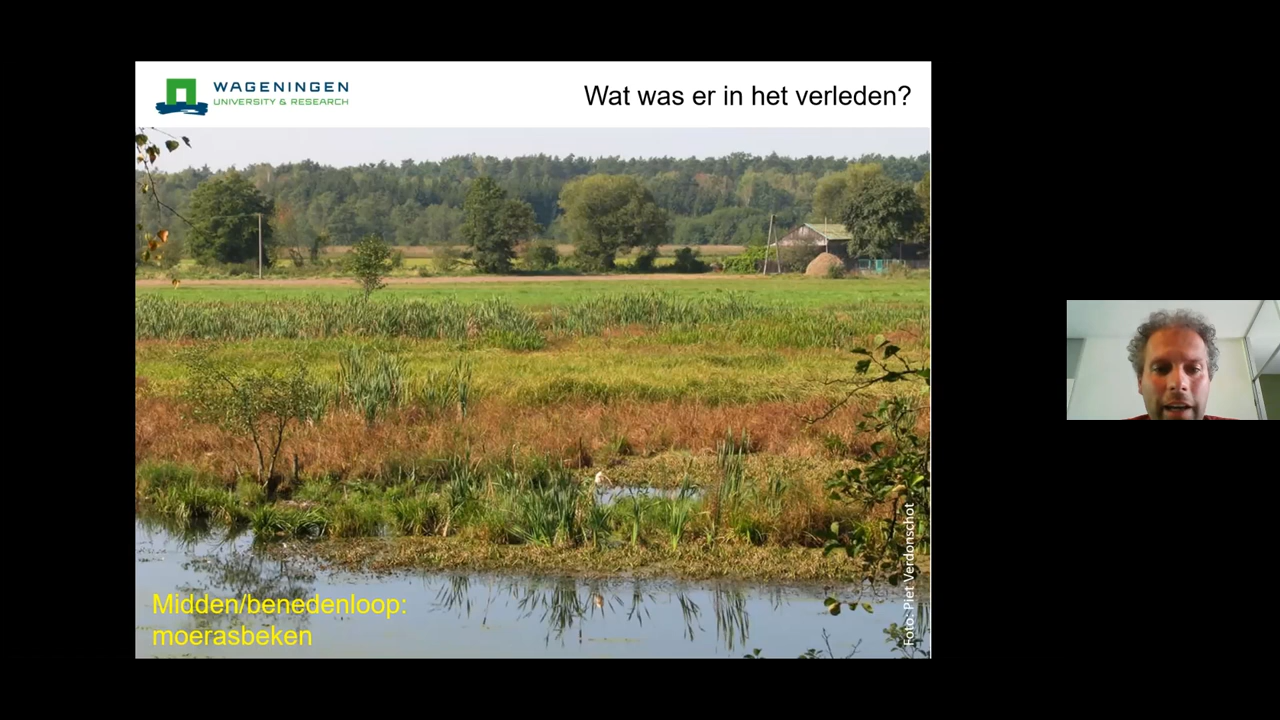 WAGENINGEN
UNIVERSITY & RESEARCH
Wat was er in het verleden?
Midden/benedenloop:
moerasbeken
Foto: Piet Verdonschot